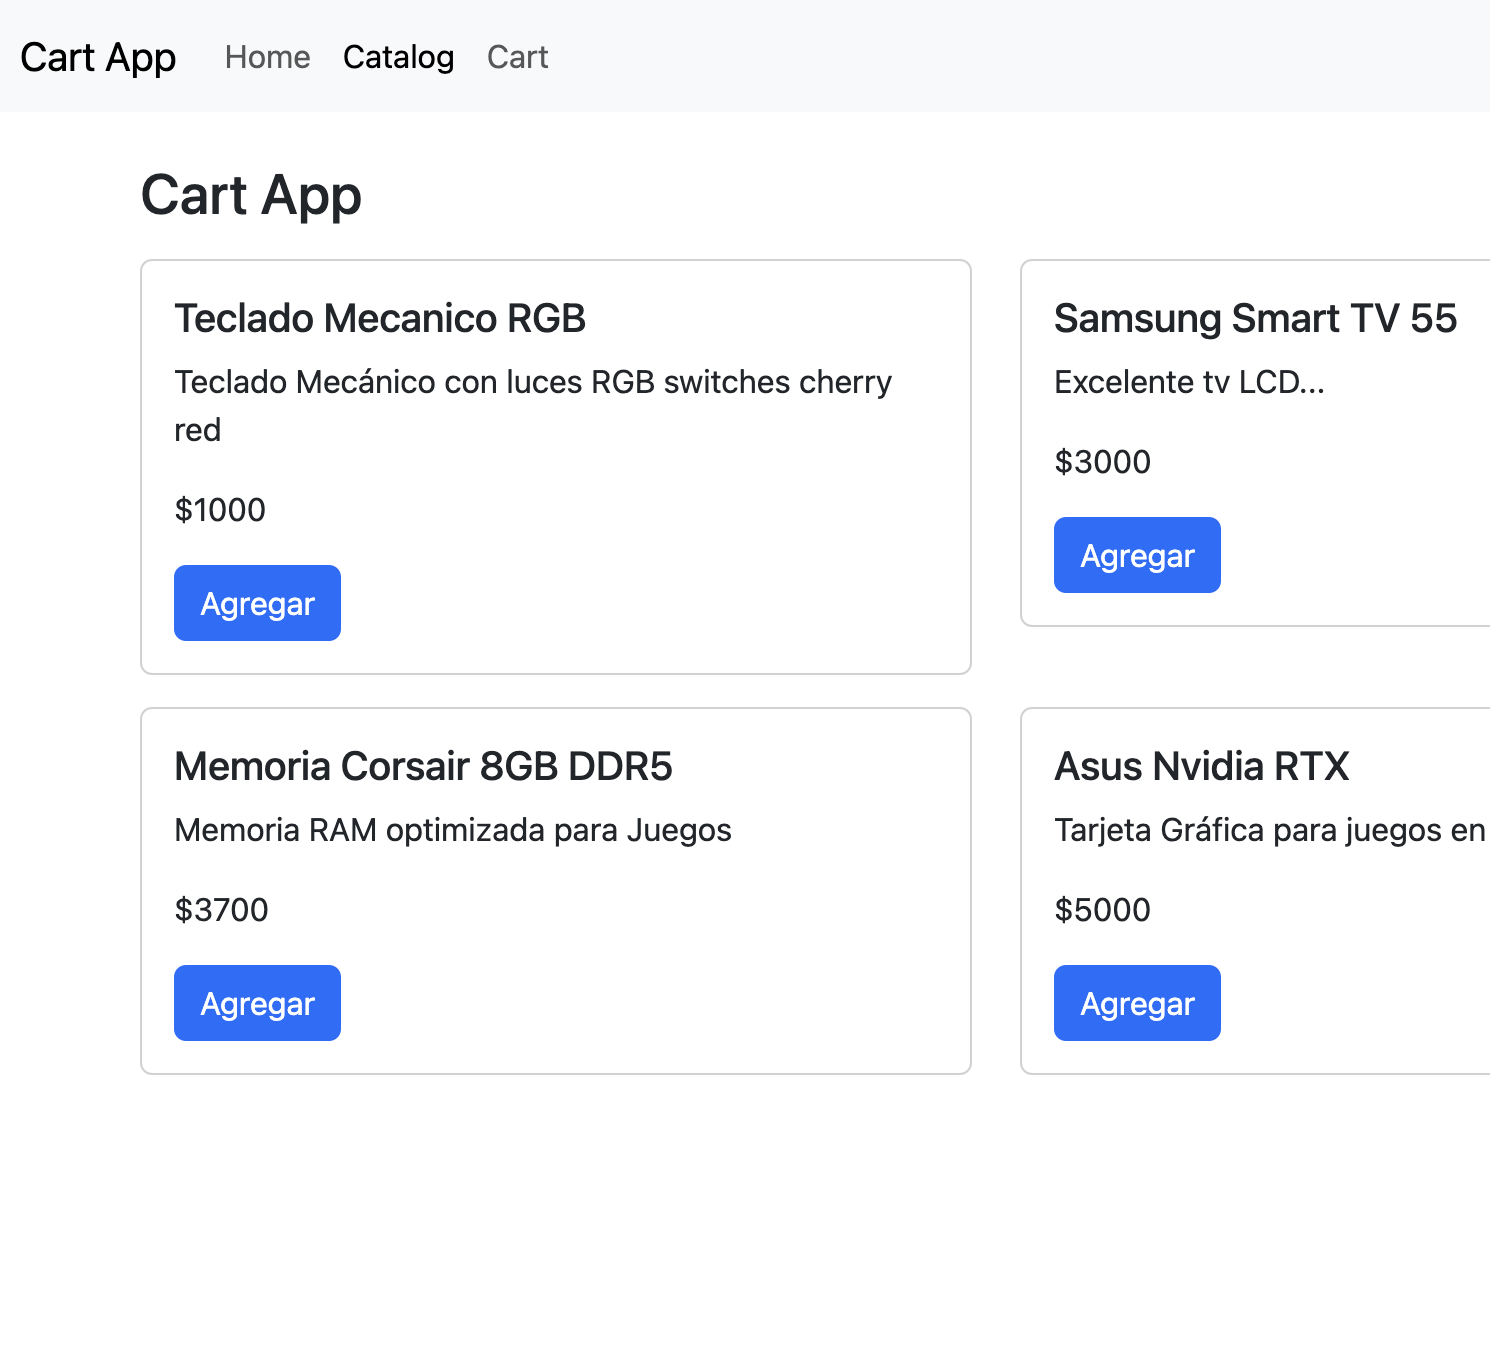 Cart App
Home
Catalog
Cart
Cart App
Teclado Mecanico RGB
Teclado Mecánico con luces RGB switches cherry
red
$1000
Agregar
Samsung Smart TV 55
Excelente tv LCD...
$3000
Agregar
Memoria Corsair 8GB DDR5
Memoria RAM optimizada para Juegos
$3700
Agregar
Asus Nvidia RTX
Tarjeta Gráfica para juegos en
$5000
Agregar